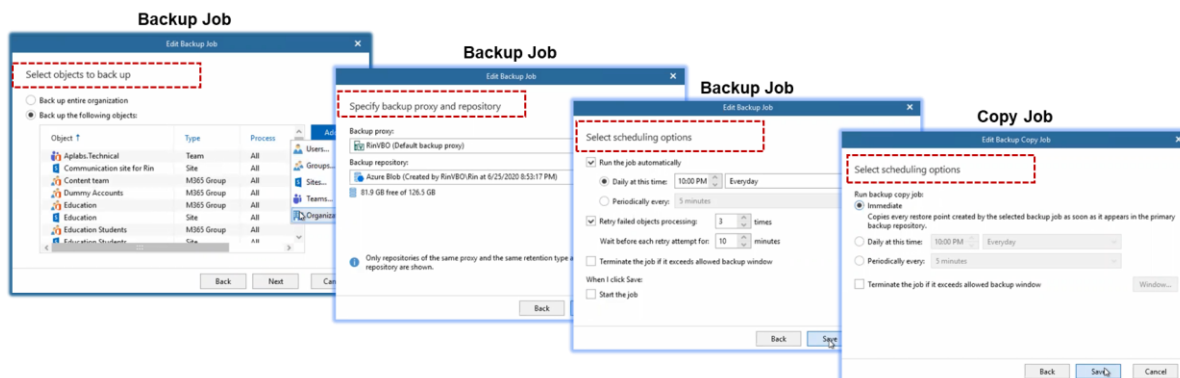 Backup Job
Edit Backup Job
Select objects to back up
Back up entire organization
Back up the following objects:
Object Type Process
Aplabs.Technical Team All
Communication site for Rin Site All
Content team M365 Group All
Dummy Accounts M365 Group All
Education M365 Group All
Education Site All
Education Students M365 Group All
Education Students Site All
Users...
Groups...
Sites...
Teams...
Organiza
Back Next
Backup Job
Edit Backup Job
Specify backup proxy and repository
Backup proxy:
RinVBO (Default backup proxy)
Backup repository:
Azure Blob (Created by RinVBO\Rin at 6/25/2020 8:53:17 PM)
81.9 GB free of 126.5 GB
Only repositories of the same proxy and the same retention type a
repository are shown.
Back
Backup Job
Edit Backup Job
Select scheduling options
Run the job automatically
Daily at this time: 10:00 PM Everyday
Periodically every: 5 minutes
Retry failed objects processing: 3 times
Wait before each retry attempt for: 10 minutes
Terminate the job if it exceeds allowed backup window
When I click Save:
Start the job
Back Save
Copy Job
Edit Backup Copy Job
Select scheduling options
Run backup copy job:
Immediate
Copies every restore point created by the selected backup job as soon as it appears in the primary
backup repository.
Daily at this time: 10:00 PM Everyday
Periodically every: 5 minutes
Terminate the job if it exceeds allowed backup window Window...
Back Save Cancel